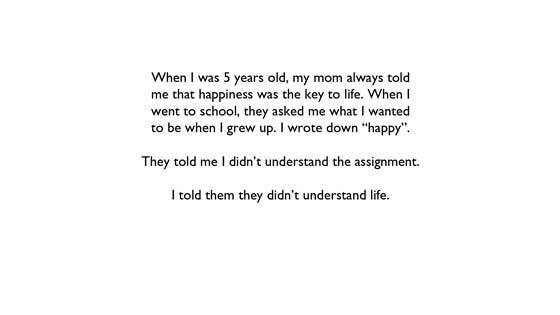 When I was 5 years old, my mom always told
me that happiness was the key to life. When I
went to school, they asked me what I wanted
to be when I grew up. I wrote down “happy”.
They told me I didn’t understand the assignment.
I told them they didn’t understand life.